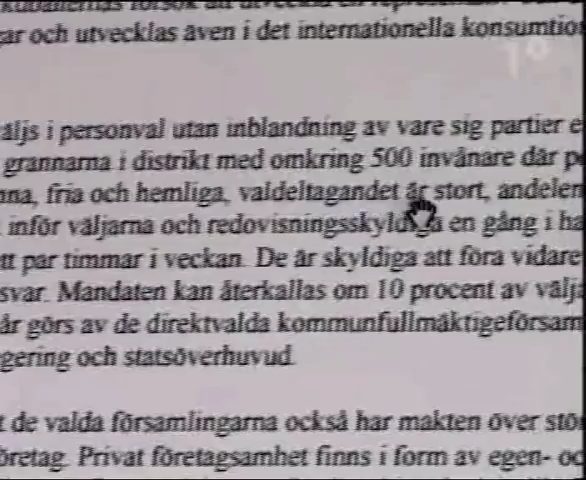 ar och utvecklas även i det internationella konsumtio
äljs i personval utan inblandning av vare sig partier e
grannarna i distrikt med omkring 500 invånare där p
nna, fria och hemliga, valdeltagandet är stort, andelen
inför väljarna och redovisningsskyldiga en gång i ha
tt par timmar i veckan. De är skyldiga att föra vidare
svar. Mandaten kan återkallas om 10 procent av välja
år görs av de direktvalda kommunfullmäktigeförsam
gering och statsöverhuvud.
t de valda församlingarna också har makten över stö
öretag. Privat företagsamhet finns i form av egen- oc